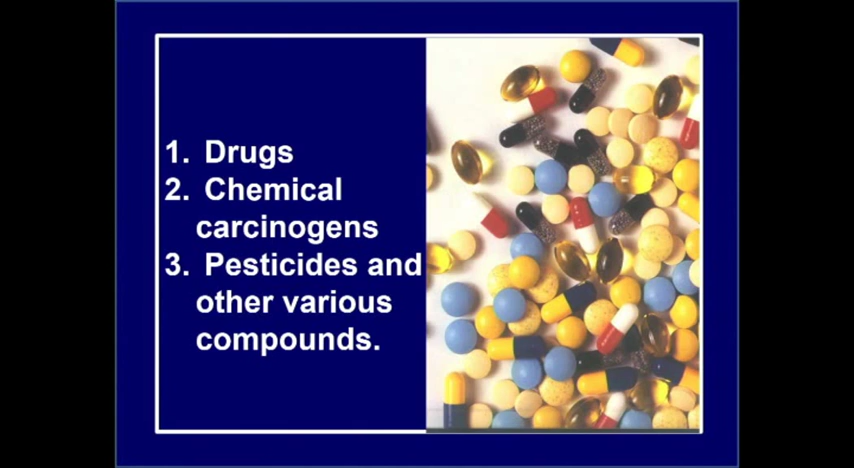 1. Drugs
2. Chemical
carcinogens
3. Pesticides and
other various
compounds.